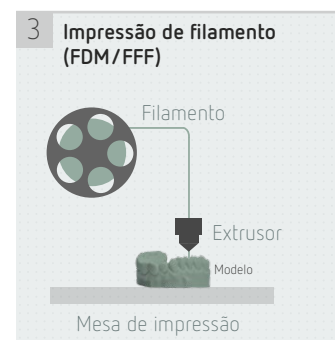 3
Impressão de filamento
(FDM/FFF)
Filamento
Extrusor
Modelo
Mesa de impressão